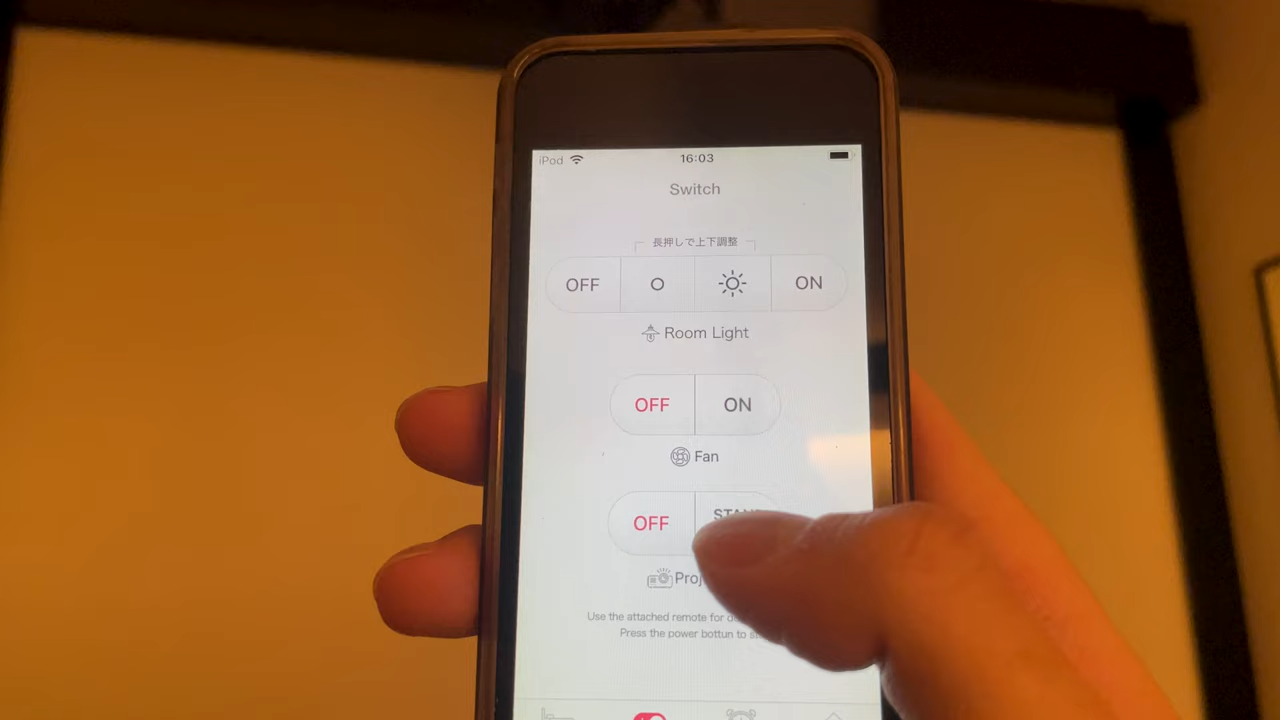 iPod 16:03
Switch
長押しで上下調整
OFF ON
Room Light
OFF ON
Fan
OFF
Use the attached remote for
Press the power bottun to